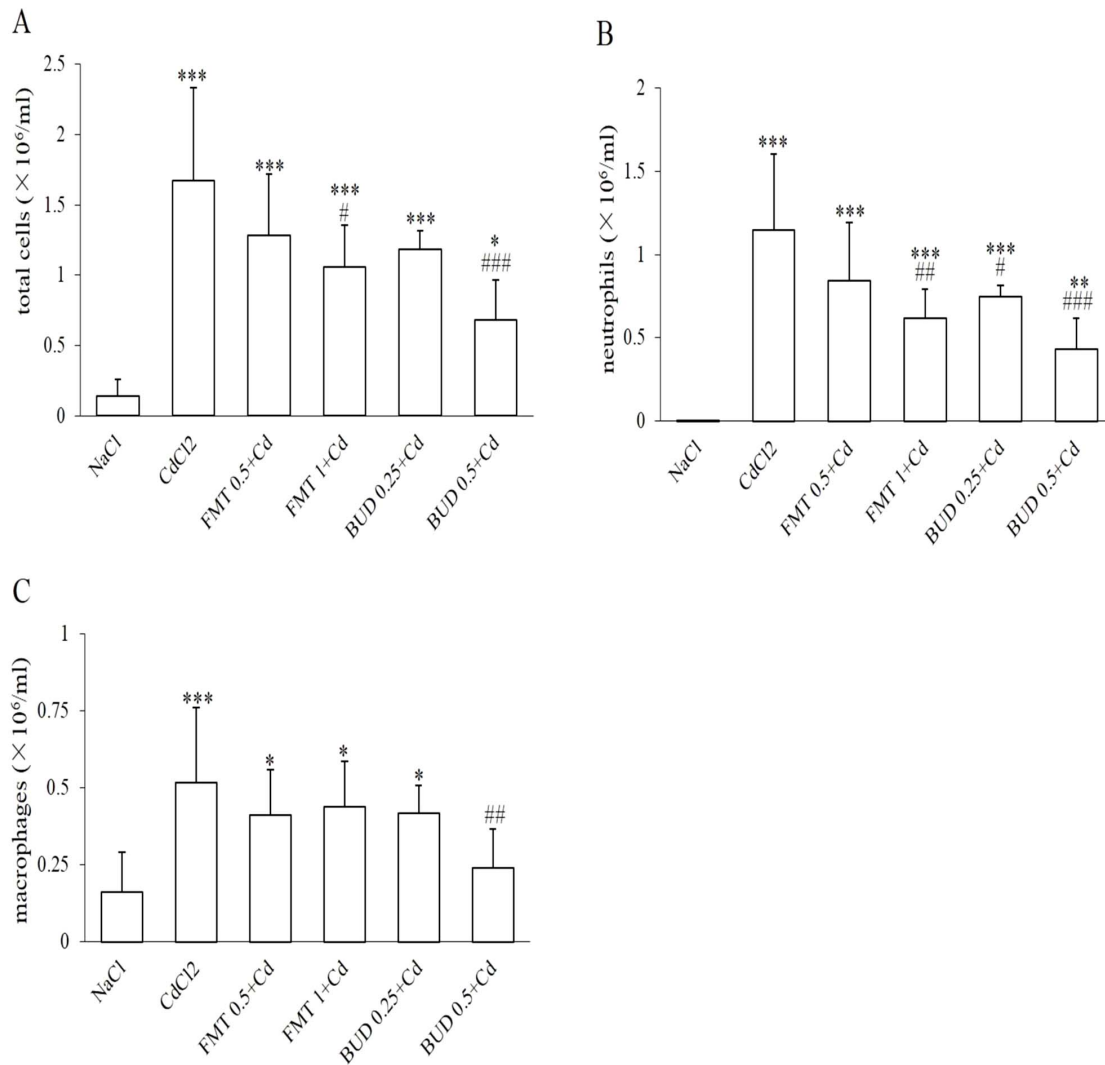 A
total cells (×10⁶/ml)
2.5
2
1.5
1
0.5
0
***
***
***
#
***
*
###
NaCl
CdCl2
FMT 0.5+Cd
FMT 1+Cd
BUD 0.25+Cd
BUD 0.5+Cd
B
neutrophils (×10⁶/ml)
2
1.5
1
0.5
0
***
***
***
##
***
#
**
###
NaCl
CdCl2
FMT 0.5+Cd
FMT 1+Cd
BUD 0.25+Cd
BUD 0.5+Cd
C
macrophages (×10⁶/ml)
1
0.75
0.5
0.25
0
***
*
*
*
##
NaCl
CdCl2
FMT 0.5+Cd
FMT 1+Cd
BUD 0.25+Cd
BUD 0.5+Cd